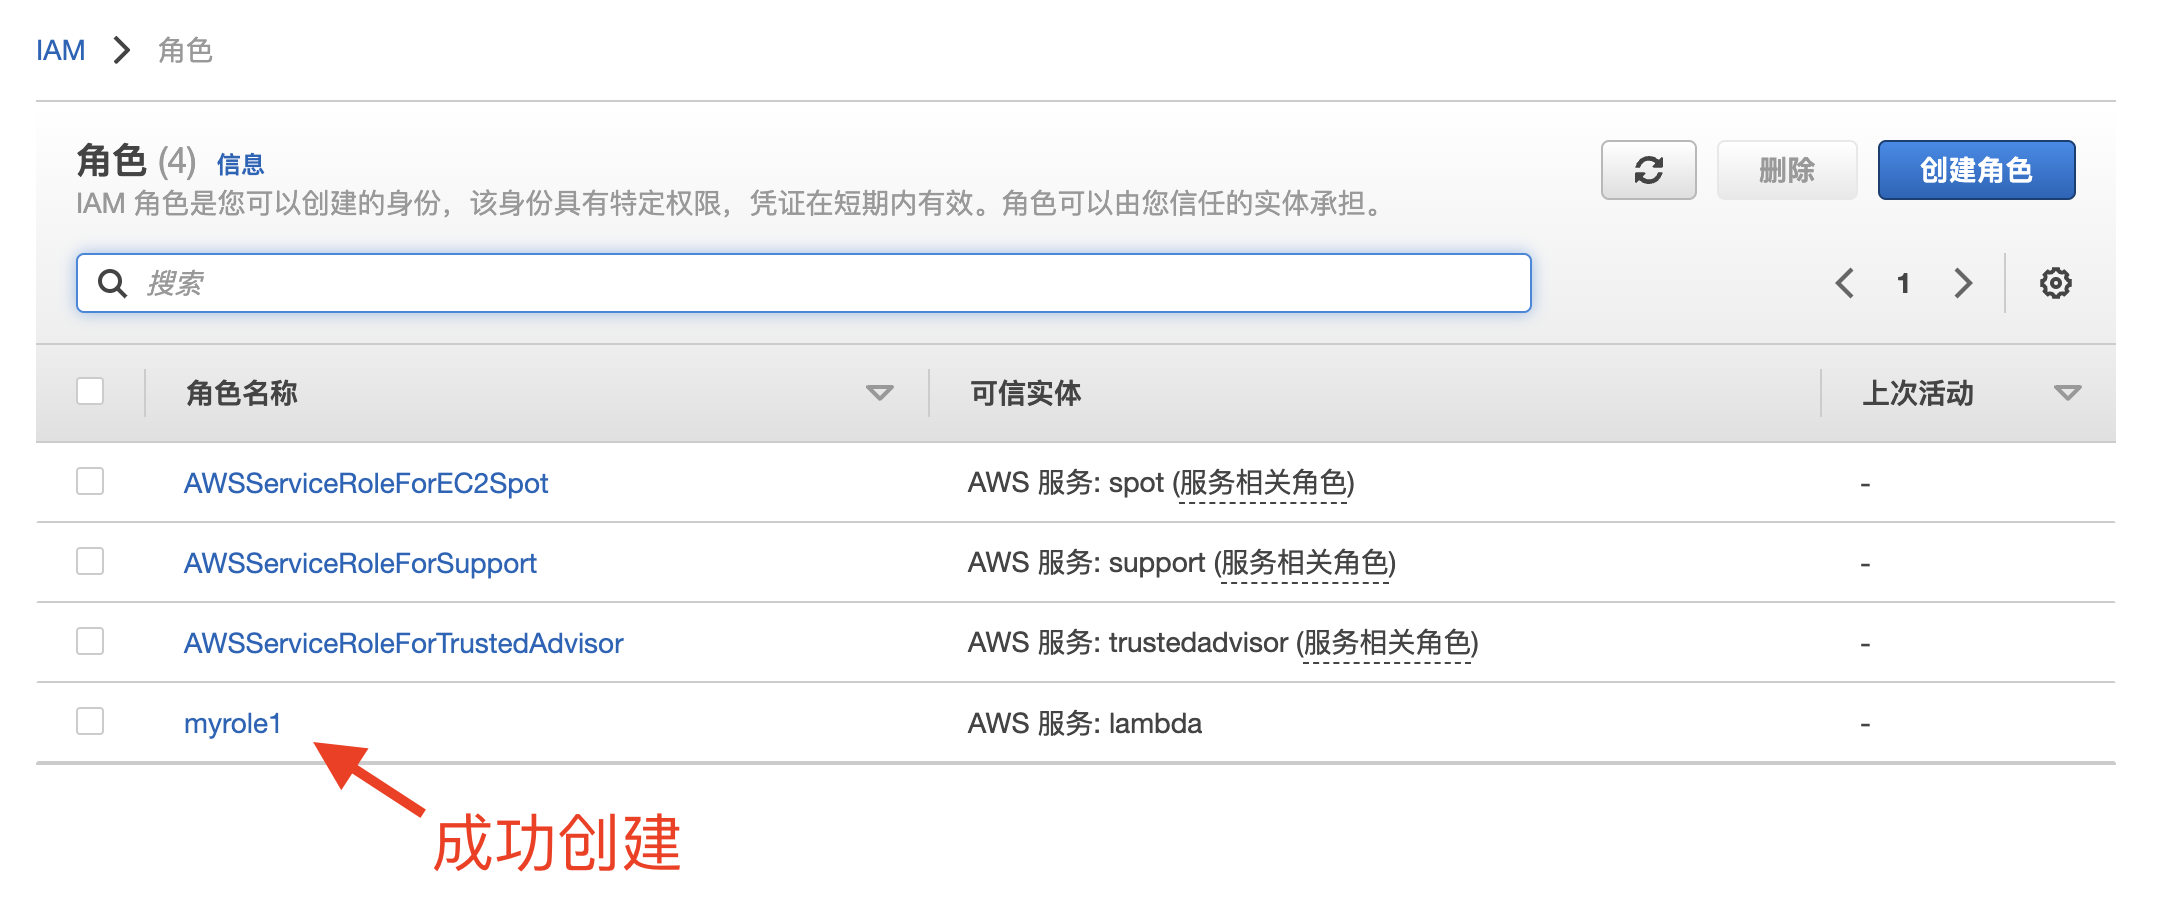 IAM 角色
角色 (4) 信息
IAM 角色是您可以创建的身份，该身份具有特定权限，凭证在短期内有效。角色可以由您信任的实体承担。
删除 创建角色
搜索
1
角色名称 可信实体 上次活动
AWSServiceRoleForEC2Spot AWS 服务: spot (服务相关角色) -
AWSServiceRoleForSupport AWS 服务: support (服务相关角色) -
AWSServiceRoleForTrustedAdvisor AWS 服务: trustedadvisor (服务相关角色) -
myrole1 AWS 服务: lambda -
成功创建